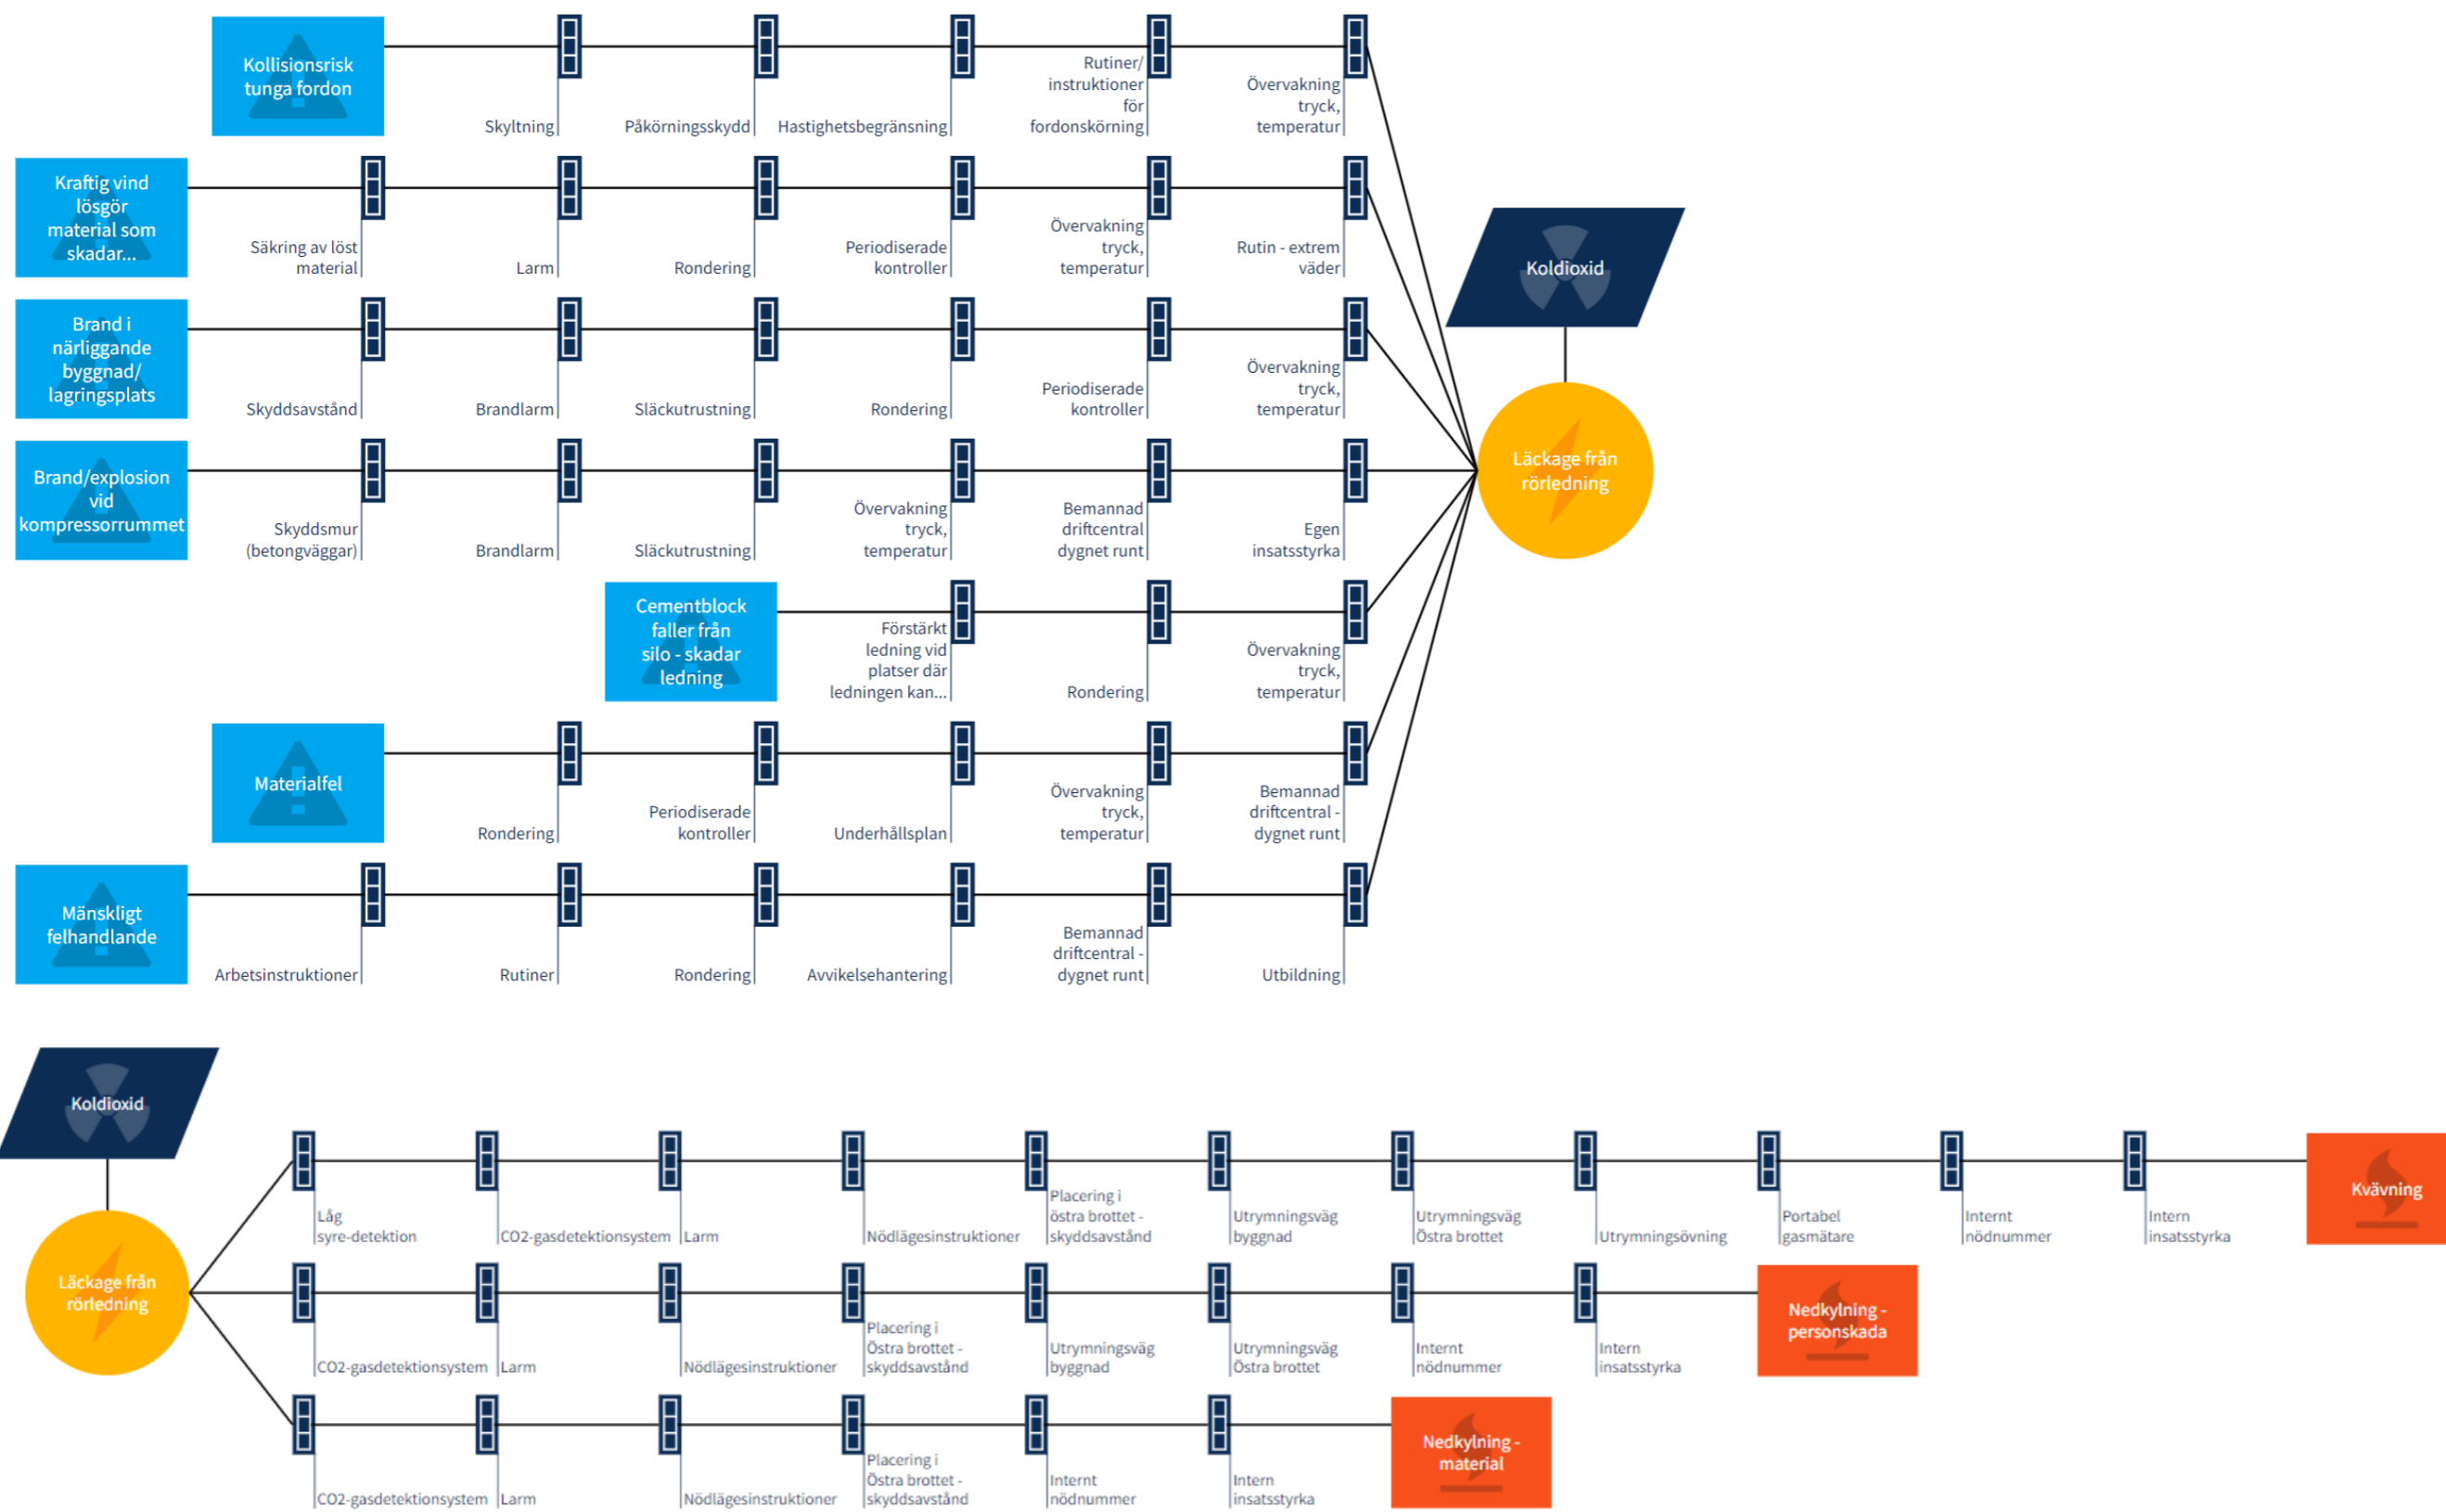 Kollisionsrisk
tunga fordon
Skyltning
Påkörningsskydd
Hastighetsbegränsning
Rutiner/
instruktioner
för
fordonskörning
Övervakning
tryck,
temperatur
Kraftig vind
lösgör
material som
skadar...
Säkring av löst
material
Larm
Rondering
Periodiserade
kontroller
Övervakning
tryck,
temperatur
Rutin - extrem
väder
Koldioxid
Brand i
närliggande
byggnad/
lagringsplats
Skyddsavstånd
Brandlarm
Släckutrustning
Rondering
Periodiserade
kontroller
Övervakning
tryck,
temperatur
Läckage från
rörledning
Brand/explosion
vid
kompressorrummet
Skyddsmur
(betongväggar)
Brandlarm
Släckutrustning
Övervakning
tryck,
temperatur
Bemannad
driftcentral
dygnet runt
Egen
insatsstyrka
Cementblock
faller från
silo - skadar
ledning
Förstärkt
ledning vid
platser där
ledningen kan...
Rondering
Övervakning
tryck,
temperatur
Materialfel
Rondering
Periodiserade
kontroller
Underhållsplan
Övervakning
tryck,
temperatur
Bemannad
driftcentral -
dygnet runt
Mänskligt
felhandlande
Arbetsinstruktioner
Rutiner
Rondering
Avvikelsehantering
Bemannad
driftcentral -
dygnet runt
Utbildning
Koldioxid
Läckage från
rörledning
Låg
syre-detektion
CO2-gasdetektionsystem
Larm
Nödlägesinstruktioner
Placering i
östra brottet -
skyddsavstånd
Utrymningsväg
byggnad
Utrymningsväg
Östra brottet
Utrymningsövning
Portabel
gasmätare
Internt
nödnummer
Intern
insatsstyrka
Kvävning
CO2-gasdetektionsystem
Larm
Nödlägesinstruktioner
Placering i
Östra brottet -
skyddsavstånd
Utrymningsväg
byggnad
Utrymningsväg
Östra brottet
Internt
nödnummer
Intern
insatsstyrka
Nedkylning -
personskada
CO2-gasdetektionsystem
Larm
Nödlägesinstruktioner
Placering i
Östra brottet -
skyddsavstånd
Internt
nödnummer
Intern
insatsstyrka
Nedkylning -
material